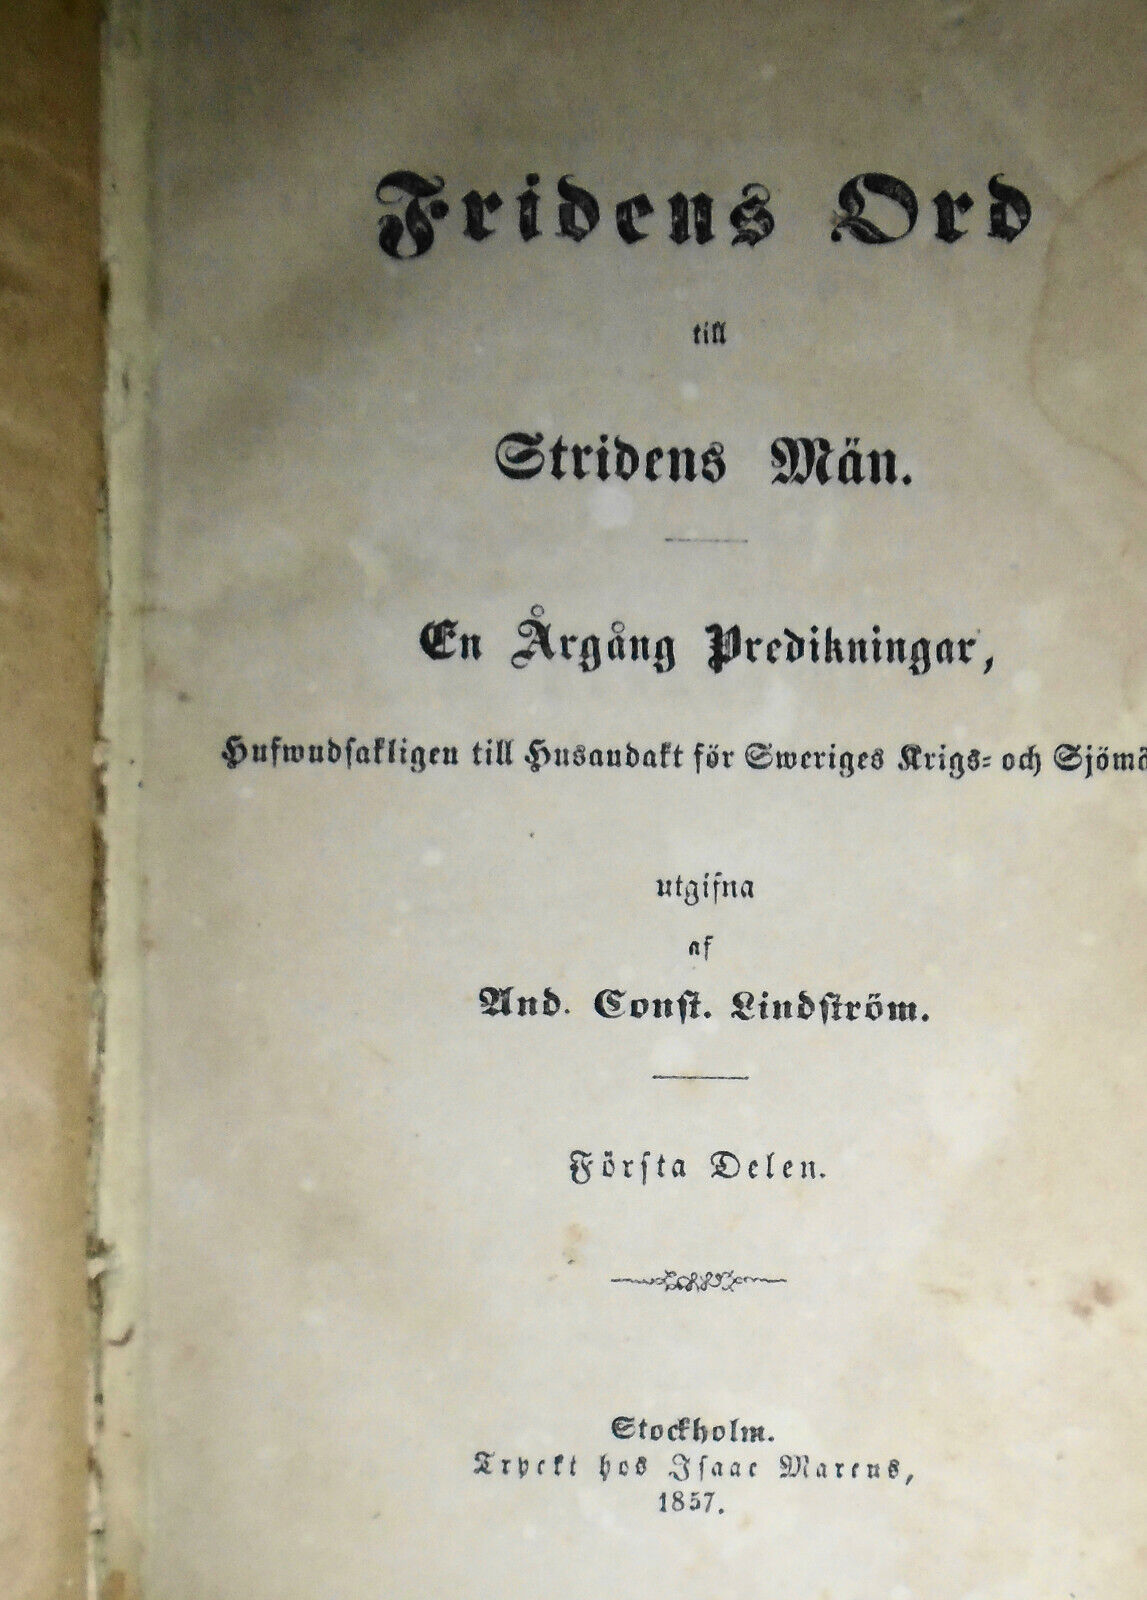 Fridens Ord
till
Stridens Män.
En Årgång Predikningar,
Hufwudsakligen till Husandakt för Sweriges Krigs- och
utgifna
af
And. Const. Lindström.
Första Delen.
Stockholm.
Tryckt hos Isaac Marcus,
1857.